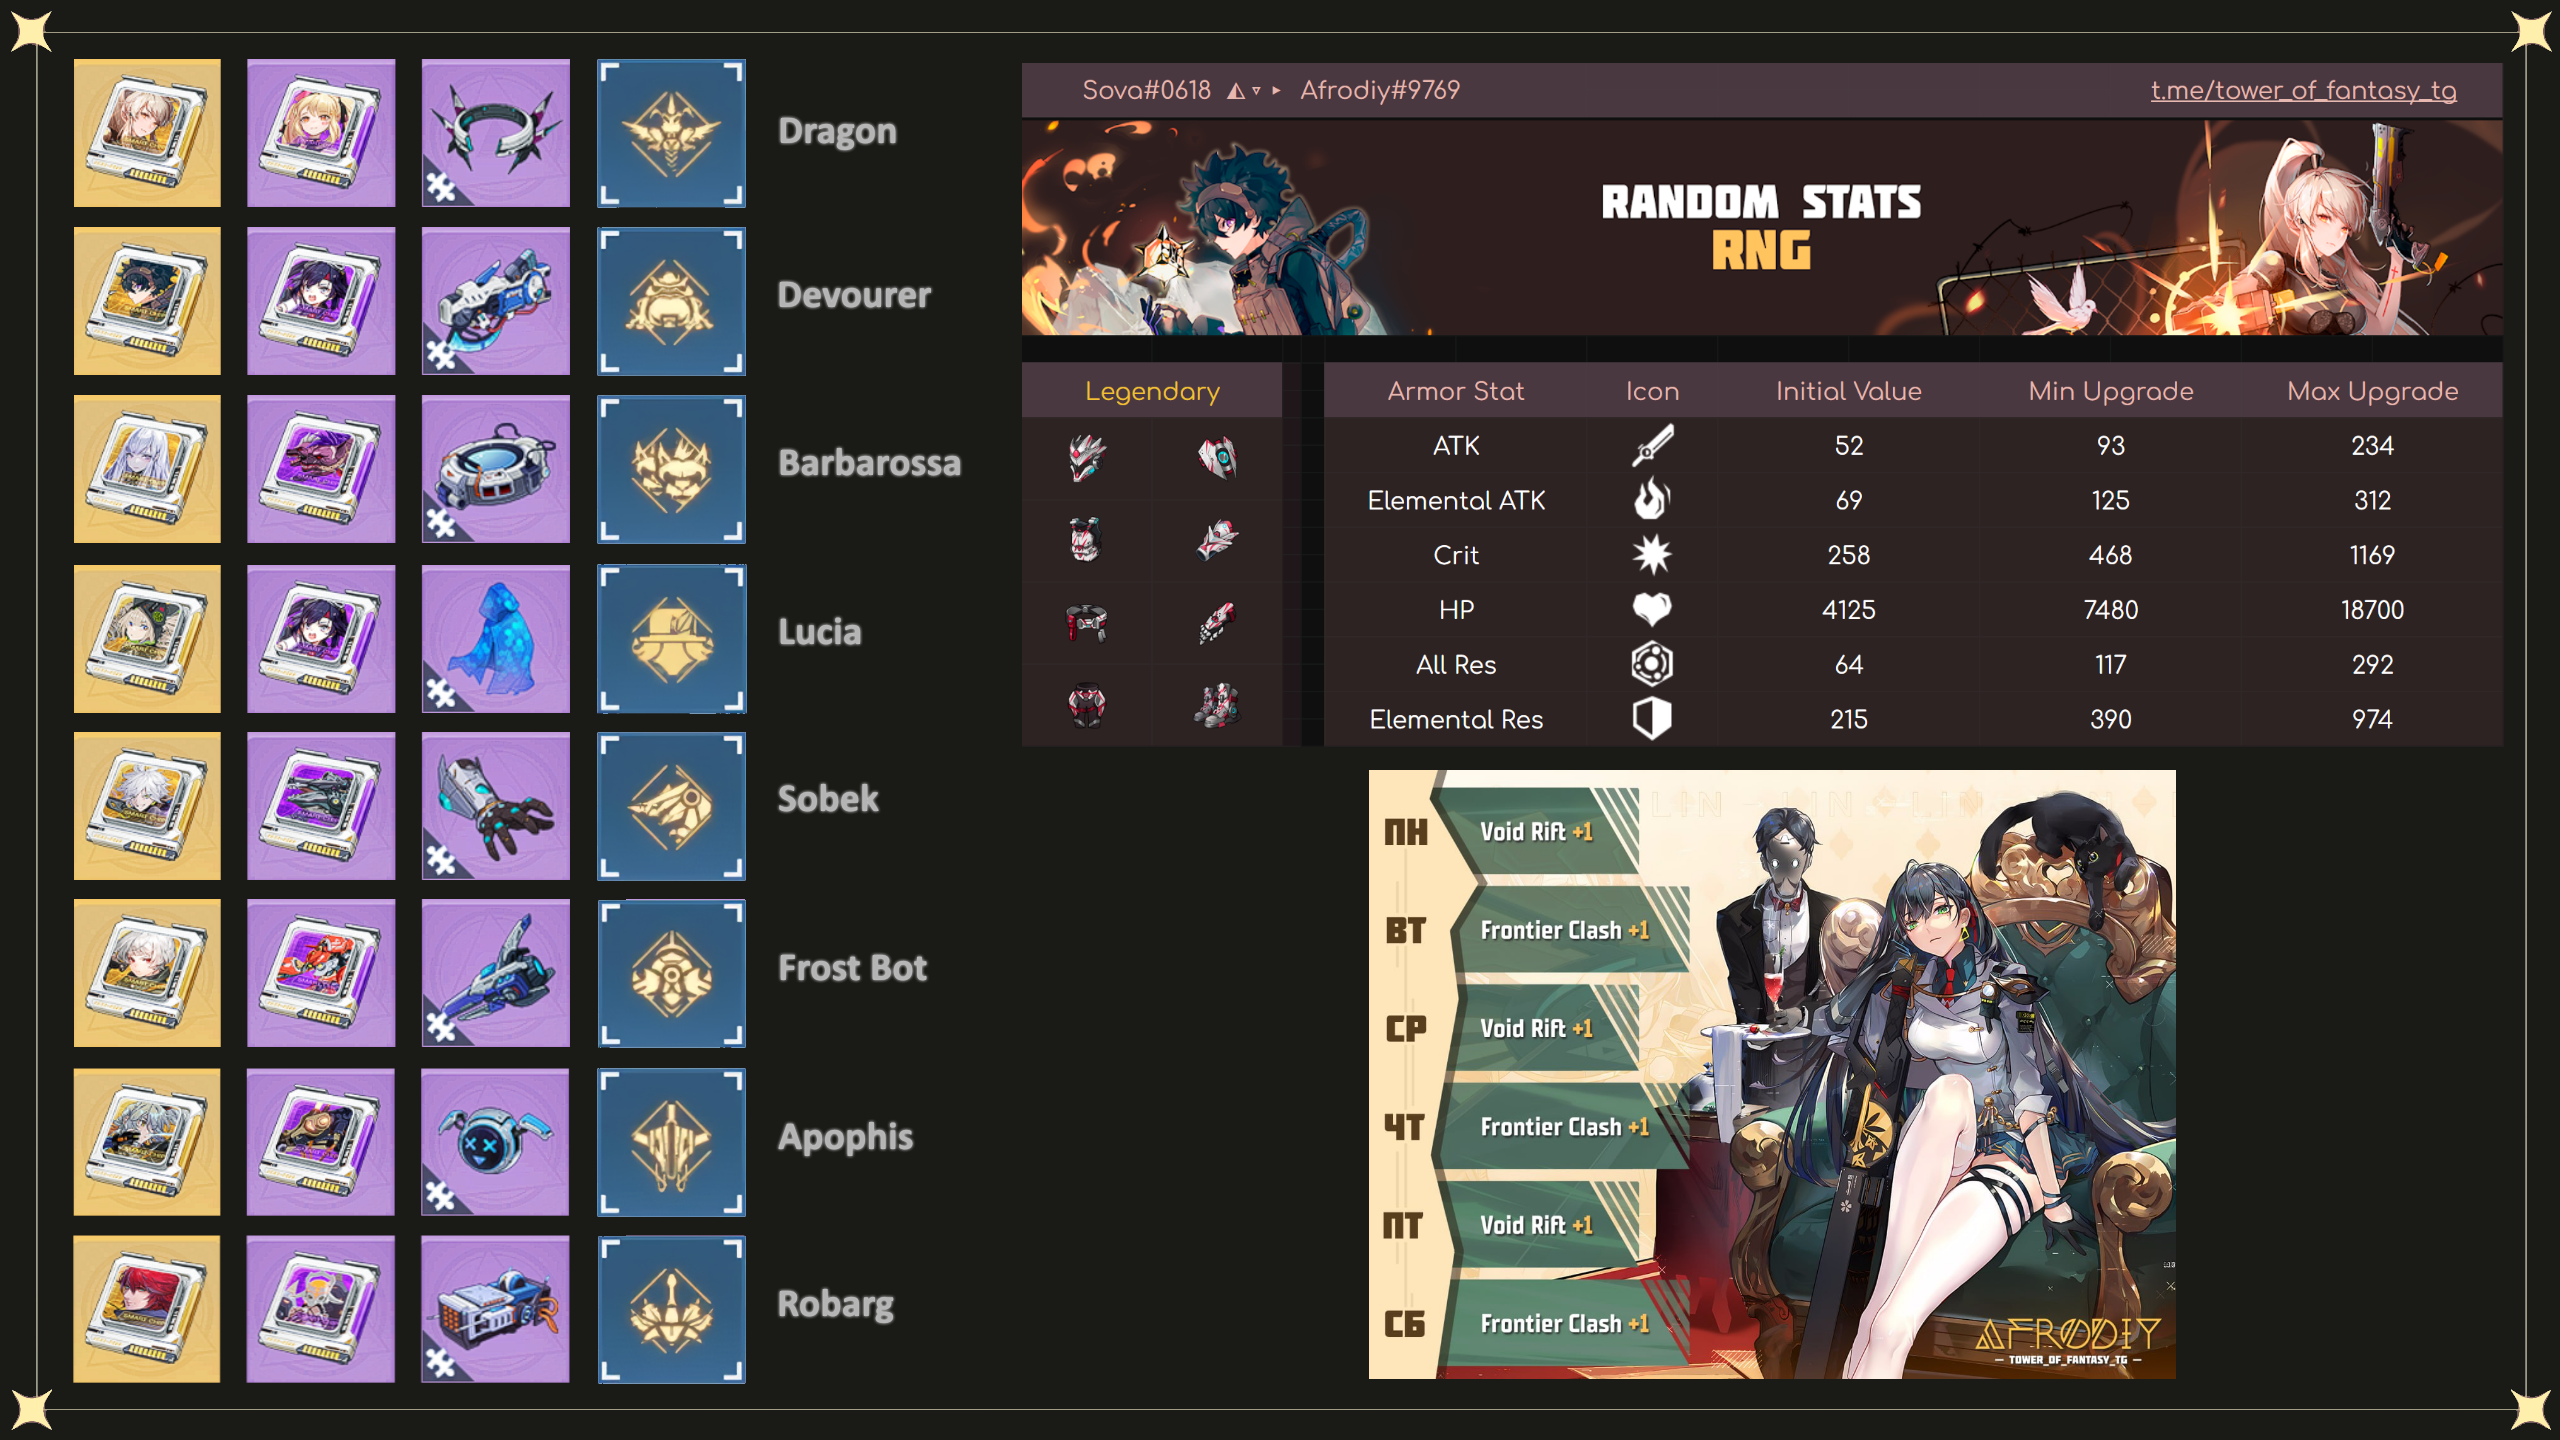 Dragon
Devourer
Barbarossa
Lucia
Sobek
Frost Bot
Apophis
Robarg
Sova#0618 Afrodiy#9769 t.me/tower_of_fantasy_tg
RANDOM STATS
RNG
Legendary
Armor Stat Icon Initial Value Min Upgrade Max Upgrade
ATK 52 93 234
Elemental ATK 69 125 312
Crit 258 468 1169
HP 4125 7480 18700
All Res 64 117 292
Elemental Res 215 390 974
ПН Void Rift +1
ВТ Frontier Clash +1
СР Void Rift +1
ЧТ Frontier Clash +1
ПТ Void Rift +1
СБ Frontier Clash +1
AFRODIY
— TOWER_OF_FANTASY_TG —